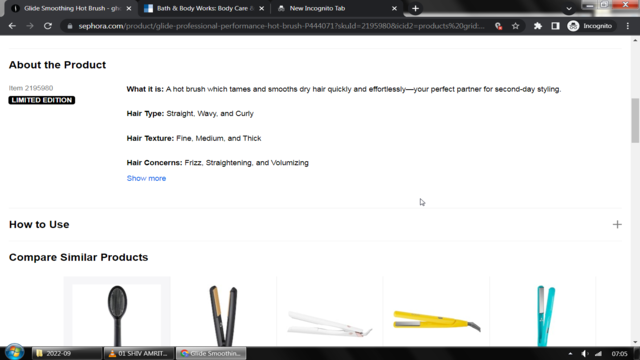 Glide Smoothing Hot Brush - gh
Bath & Body Works: Body Care &
New Incognito Tab
sephora.com/product/glide-professional-performance-hot-brush-P444071?skuId=2195980&icid2=products%20grid:
Incognito
About the Product
Item 2195980
LIMITED EDITION
What it is: A hot brush which tames and smooths dry hair quickly and effortlessly—your perfect partner for second-day styling.
Hair Type: Straight, Wavy, and Curly
Hair Texture: Fine, Medium, and Thick
Hair Concerns: Frizz, Straightening, and Volumizing
Show more
How to Use
Compare Similar Products
2022-09
01 SHIV AMRIT...
Glide Smoothin...
07:05